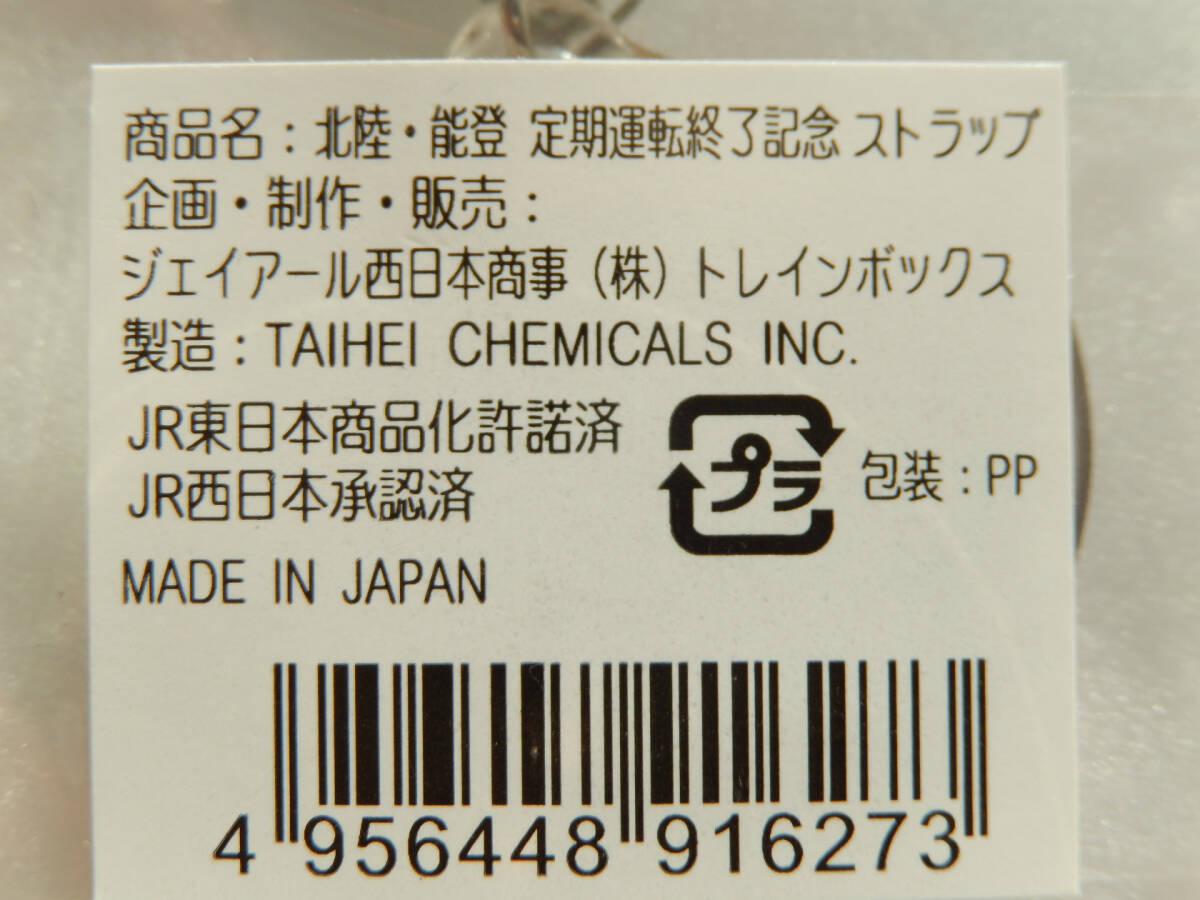 商品名：北陸・能登 定期運転終了記念 ストラップ
企画・制作・販売：
ジェイアール西日本商事（株）トレインボックス
製造：TAIHEI CHEMICALS INC.
JR東日本商品化許諾済
JR西日本承認済
プラ
包装：PP
MADE IN JAPAN
4 956448 916273